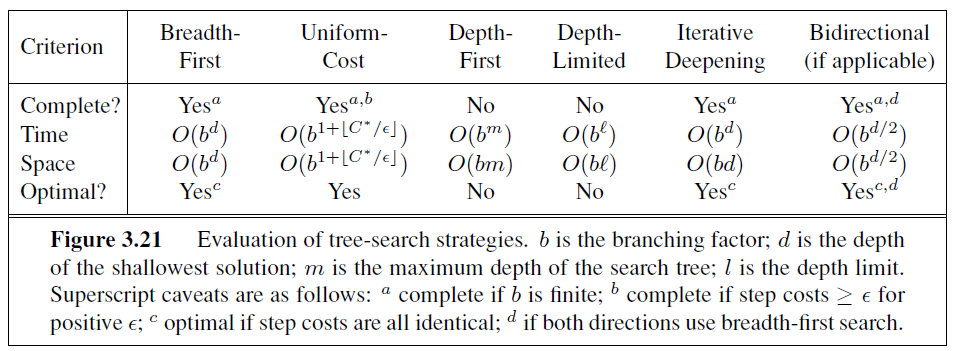 Criterion Breadth-First Uniform-Cost Depth-First Depth-Limited Iterative Deepening Bidirectional (if applicable)
Complete? Yes^a Yes^a,b No No Yes^a Yes^a,d
Time O(b^d) O(b^1+⌊C*/ϵ⌋) O(b^m) O(b^ℓ) O(b^d) O(b^d/2)
Space O(b^d) O(b^1+⌊C*/ϵ⌋) O(bm) O(bℓ) O(bd) O(b^d/2)
Optimal? Yes^c Yes No No Yes^c Yes^c,d
Figure 3.21 Evaluation of tree-search strategies. b is the branching factor; d is the depth
of the shallowest solution; m is the maximum depth of the search tree; l is the depth limit.
Superscript caveats are as follows: ^a complete if b is finite; ^b complete if step costs ≥ ϵ for
positive ϵ; ^c optimal if step costs are all identical; ^d if both directions use breadth-first search.